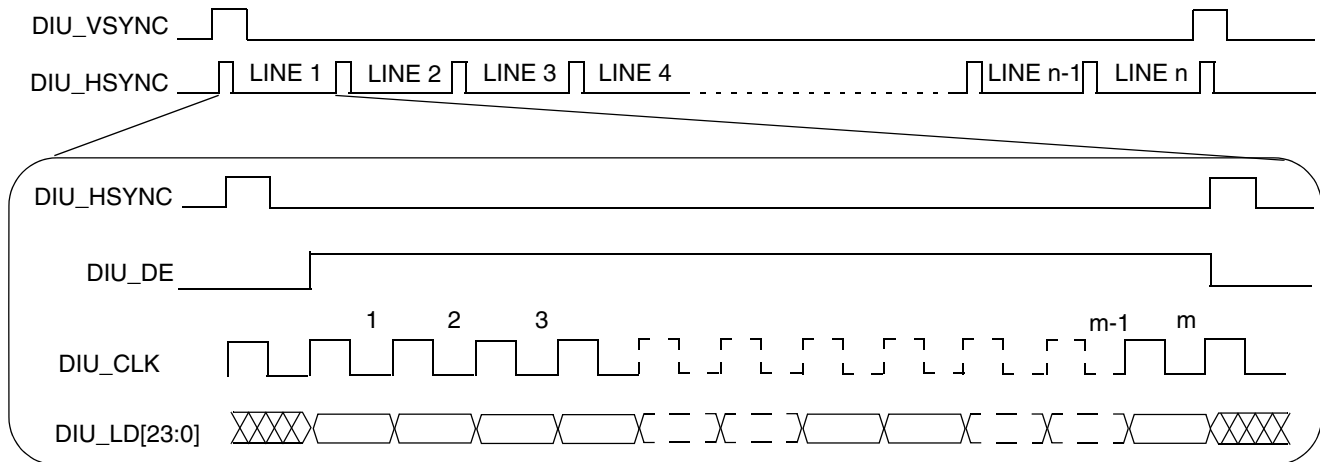 DIU_VSYNC
DIU_HSYNC LINE 1 LINE 2 LINE 3 LINE 4 LINE n-1 LINE n
DIU_HSYNC
DIU_DE
1 2 3 m-1 m
DIU_CLK
DIU_LD[23:0]